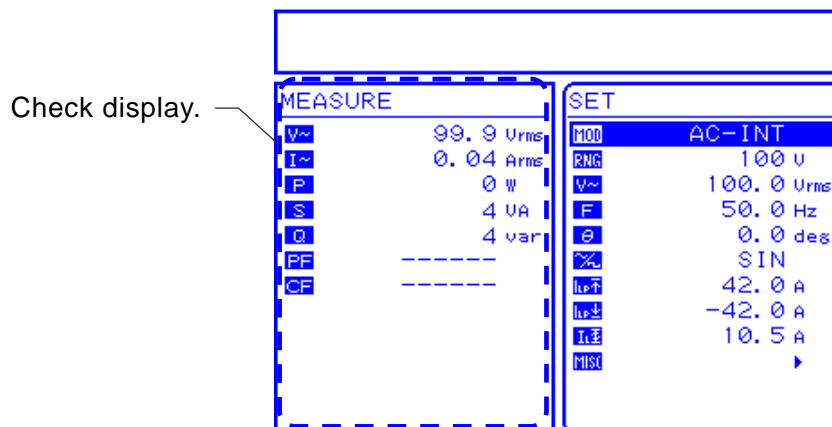 Check display.
MEASURE
V~ 99.9 Vrms
I~ 0.04 Arms
P 0 W
S 4 VA
Q 4 var
PF ------
CF ------
SET
MOD AC-INT
RNG 100 V
V~ 100.0 Vrms
F 50.0 Hz
θ 0.0 deg
SIN
42.0 A
-42.0 A
10.5 A
MISC